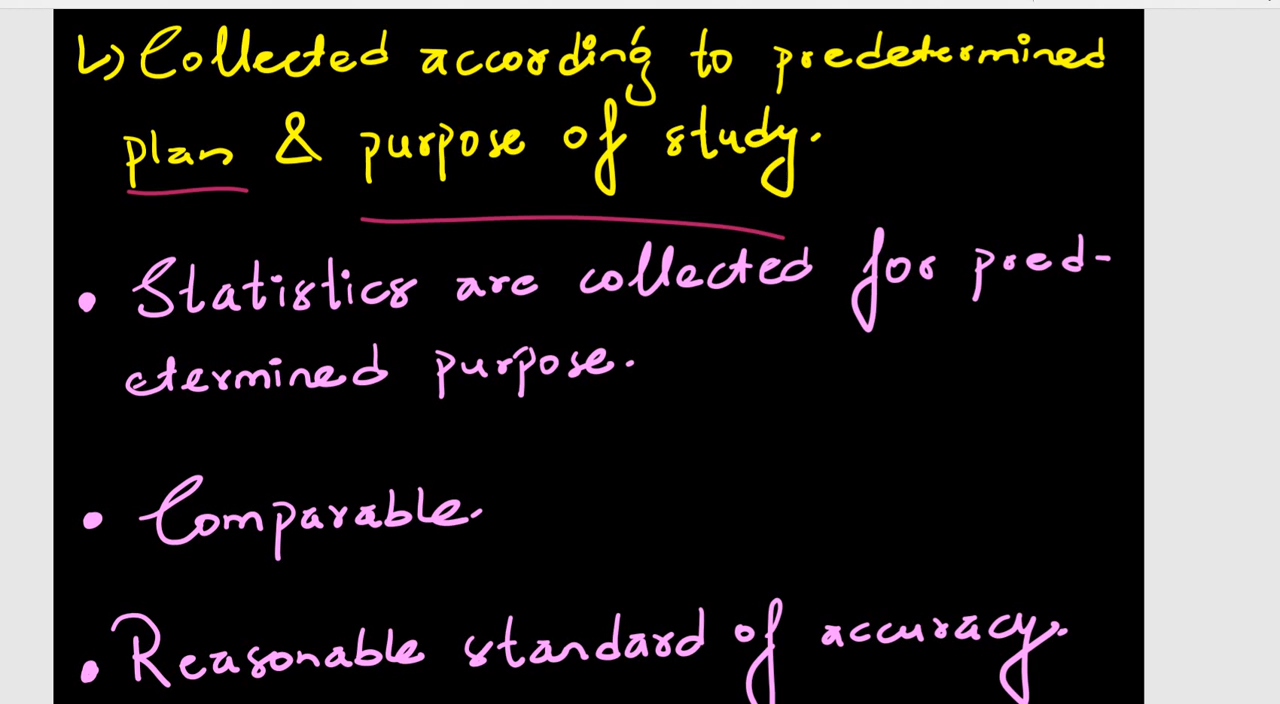 ↳ Collected according to predetermined
plan & purpose of study.
• Statistics are collected for pred-
etermined purpose.
• Comparable.
• Reasonable standard of accuracy.